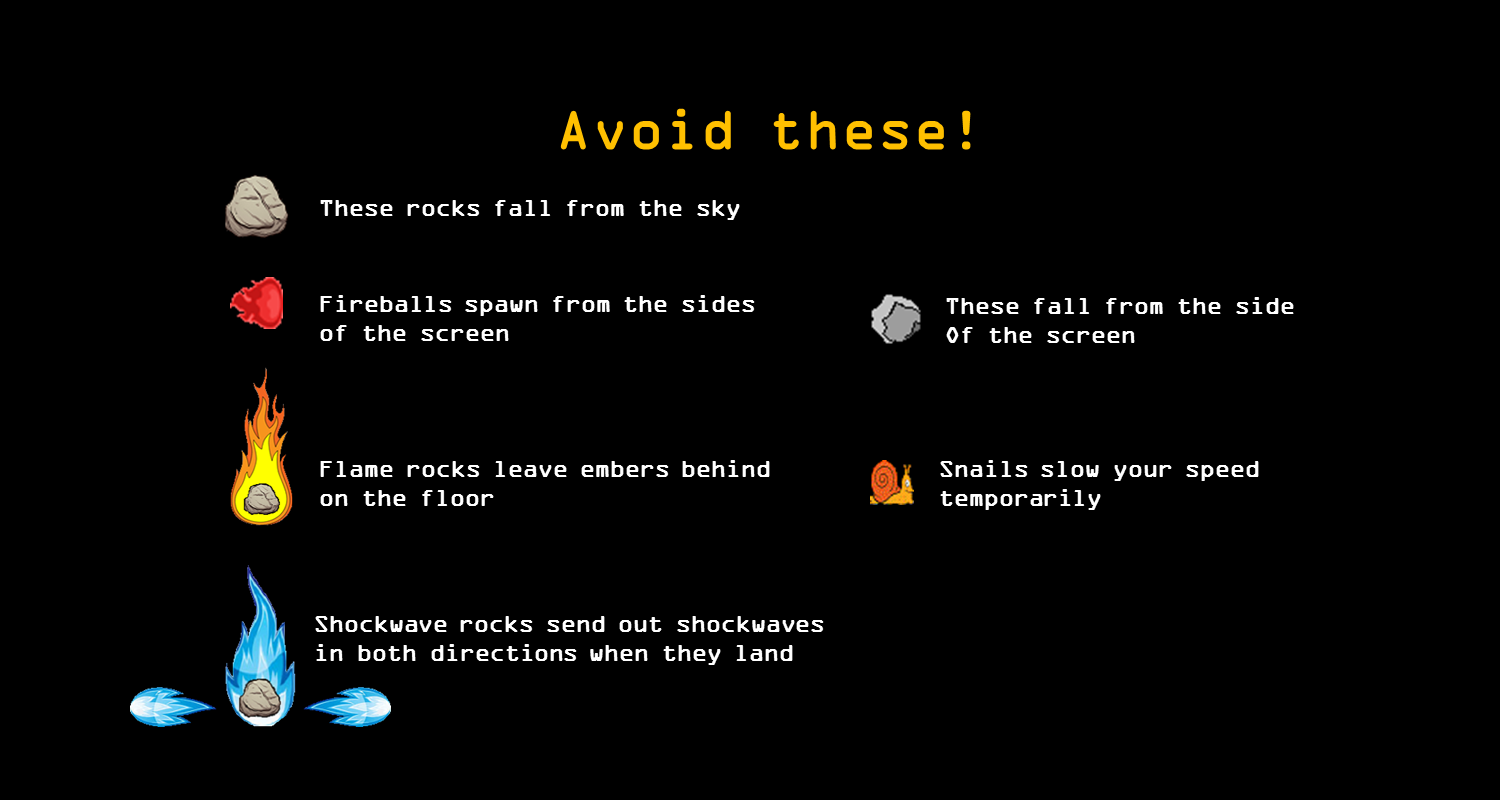 Avoid these!
These rocks fall from the sky
Fireballs spawn from the sides
of the screen
Flame rocks leave embers behind
on the floor
Shockwave rocks send out shockwaves
in both directions when they land
These fall from the side
Of the screen
Snails slow your speed
temporarily